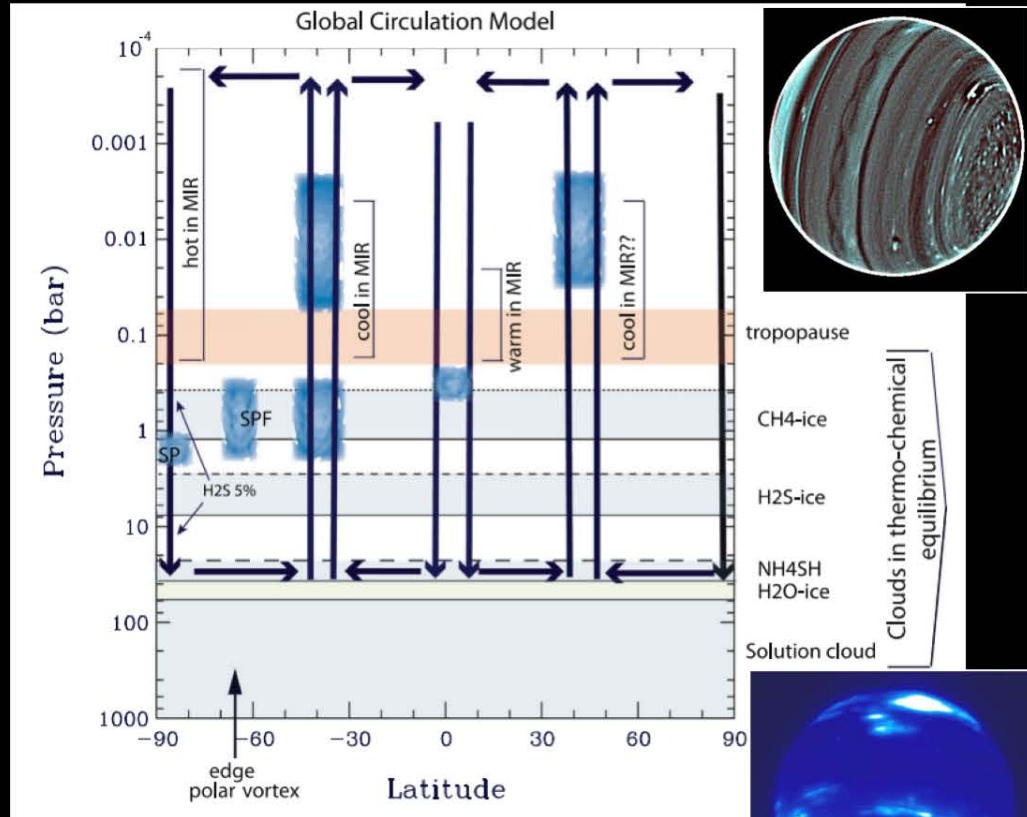 Global Circulation Model
10-4
0.001
0.01
0.1
1
10
100
1000
Pressure (bar)
hot in MIR
cool in MIR
warm in MIR
cool in MIR??
SPF
SP
H2S 5%
tropopause
CH4-ice
H2S-ice
NH4SH
H2O-ice
Solution cloud
Clouds in thermo-chemical
equilibrium
−90 −60 −30 0 30 60 90
edge
polar vortex
Latitude